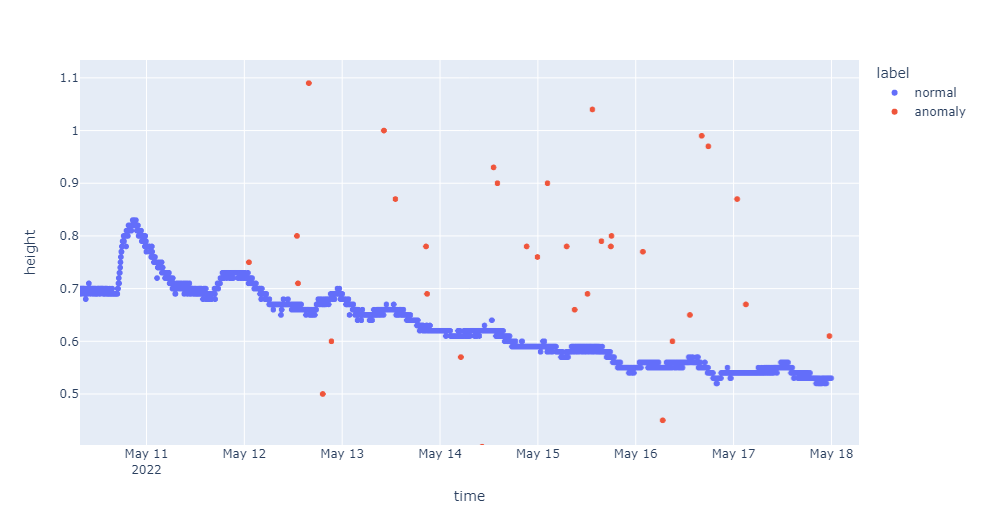 label
normal
anomaly
1.1
1
0.9
0.8
0.7
0.6
0.5
height
May 11
2022
May 12
May 13
May 14
May 15
May 16
May 17
May 18
time